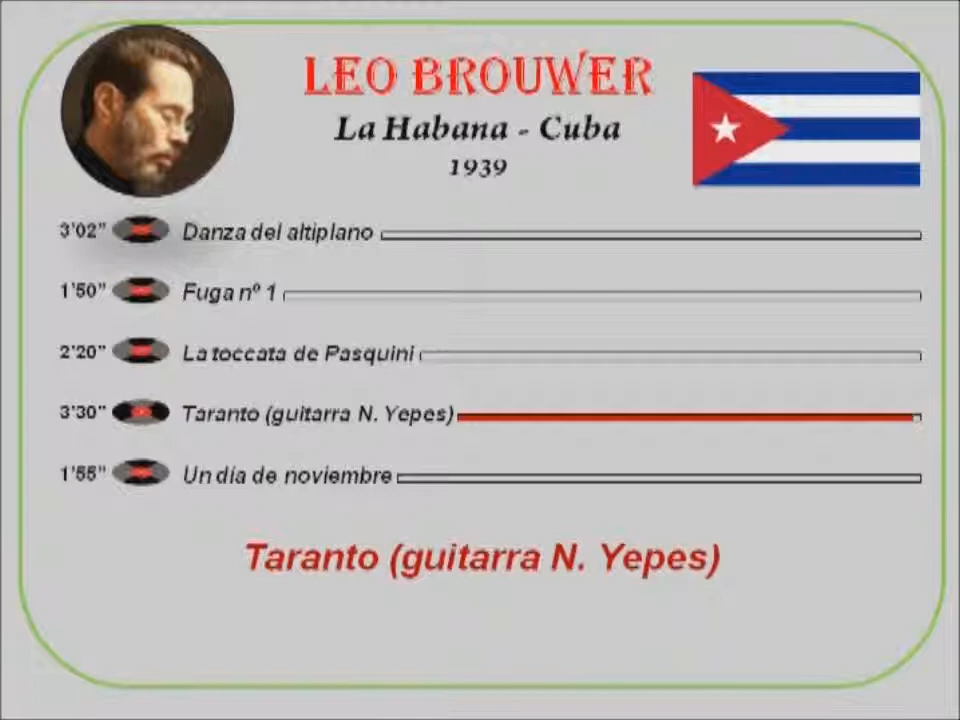 LEO BROUWER
La Habana - Cuba
1939
3'02" Danza del altiplano
1'50" Fuga nº 1
2'20" La toccata de Pasquini
3'30" Taranto (guitarra N. Yepes)
1'55" Un día de noviembre
Taranto (guitarra N. Yepes)